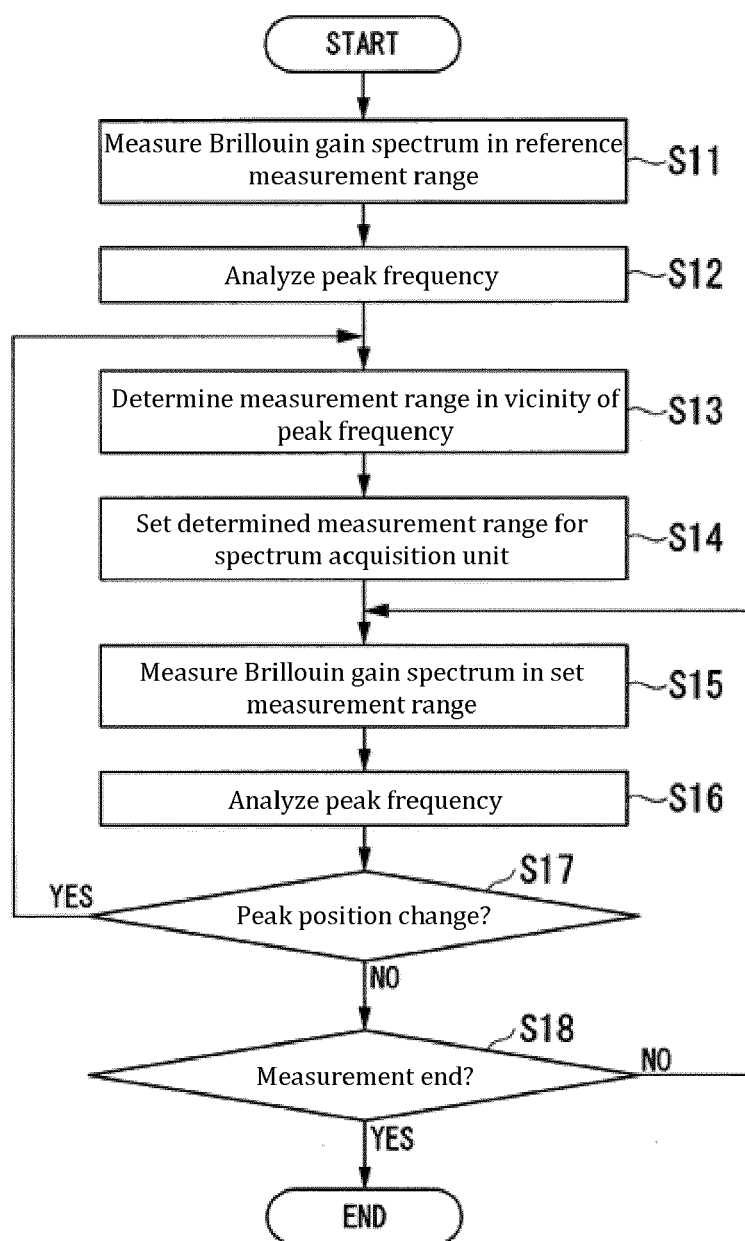 START
Measure Brillouin gain spectrum in reference
measurement range
S11
Analyze peak frequency
S12
Determine measurement range in vicinity of
peak frequency
S13
Set determined measurement range for
spectrum acquisition unit
S14
Measure Brillouin gain spectrum in set
measurement range
S15
Analyze peak frequency
S16
S17
YES
Peak position change?
NO
S18
Measurement end?
NO
YES
END